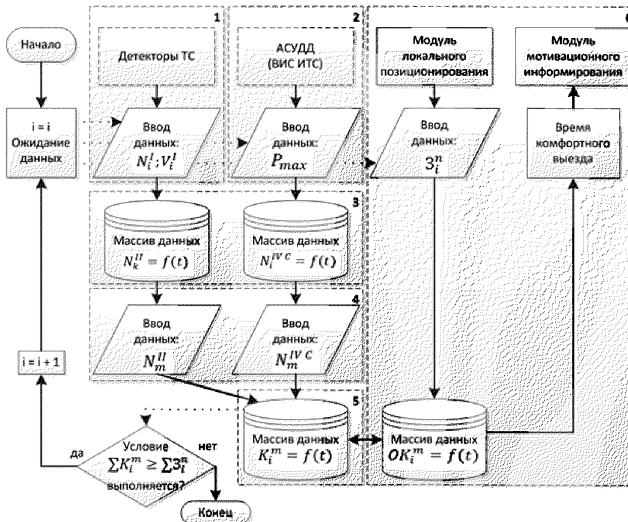 Начало
i = i
Ожидание
данных
i = i + 1
да
Условие
∑K_i^m ≥ ∑З_i^n
выполняется?
нет
Конец
1
Детекторы ТС
Ввод
данных:
N_i^I; V_i^I
2
АСУДД
(ВИС ИТС)
Ввод
данных:
P_max
3
Массив данных
N_k^II = f(t)
Массив данных
N_i^IV C = f(t)
4
Ввод
данных:
N_m^II
Ввод
данных:
N_m^IV C
5
Массив данных
K_i^m = f(t)
6
Модуль
локального
позиционирования
Ввод
данных:
З_i^n
Массив данных
OK_i^m = f(t)
Модуль
мотивационного
информирования
Время
комфортного
выезда